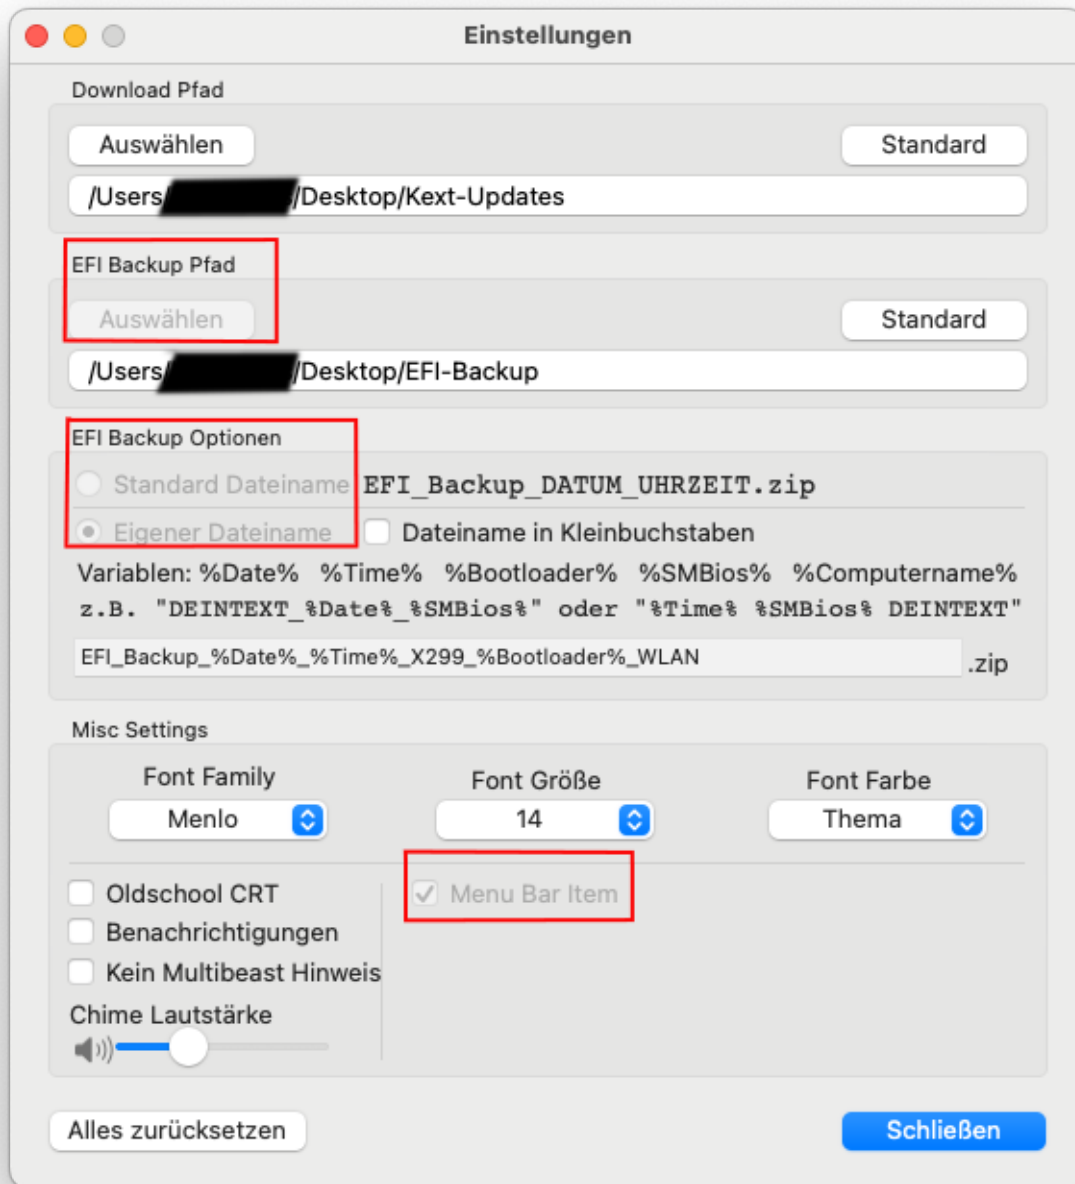 Einstellungen
Download Pfad
Auswählen Standard
/Users/ /Desktop/Kext-Updates
EFI Backup Pfad
Auswählen Standard
/Users/ /Desktop/EFI-Backup
EFI Backup Optionen
Standard Dateiname EFI_Backup_DATUM_UHRZEIT.zip
Eigener Dateiname Dateiname in Kleinbuchstaben
Variablen: %Date% %Time% %Bootloader% %SMBios% %Computername%
z.B. "DEINTEXT_%Date%_%SMBios%" oder "%Time% %SMBios% DEINTEXT"
EFI_Backup_%Date%_%Time%_X299_%Bootloader%_WLAN .zip
Misc Settings
Font Family Font Größe Font Farbe
Menlo 14 Thema
Oldschool CRT Menu Bar Item
Benachrichtigungen
Kein Multibeast Hinweis
Chime Lautstärke
Alles zurücksetzen Schließen